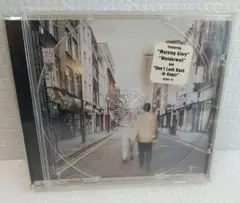 Featuring
"Morning Glory"
"Wonderwall"
and
"Don't Look Back
in Anger"